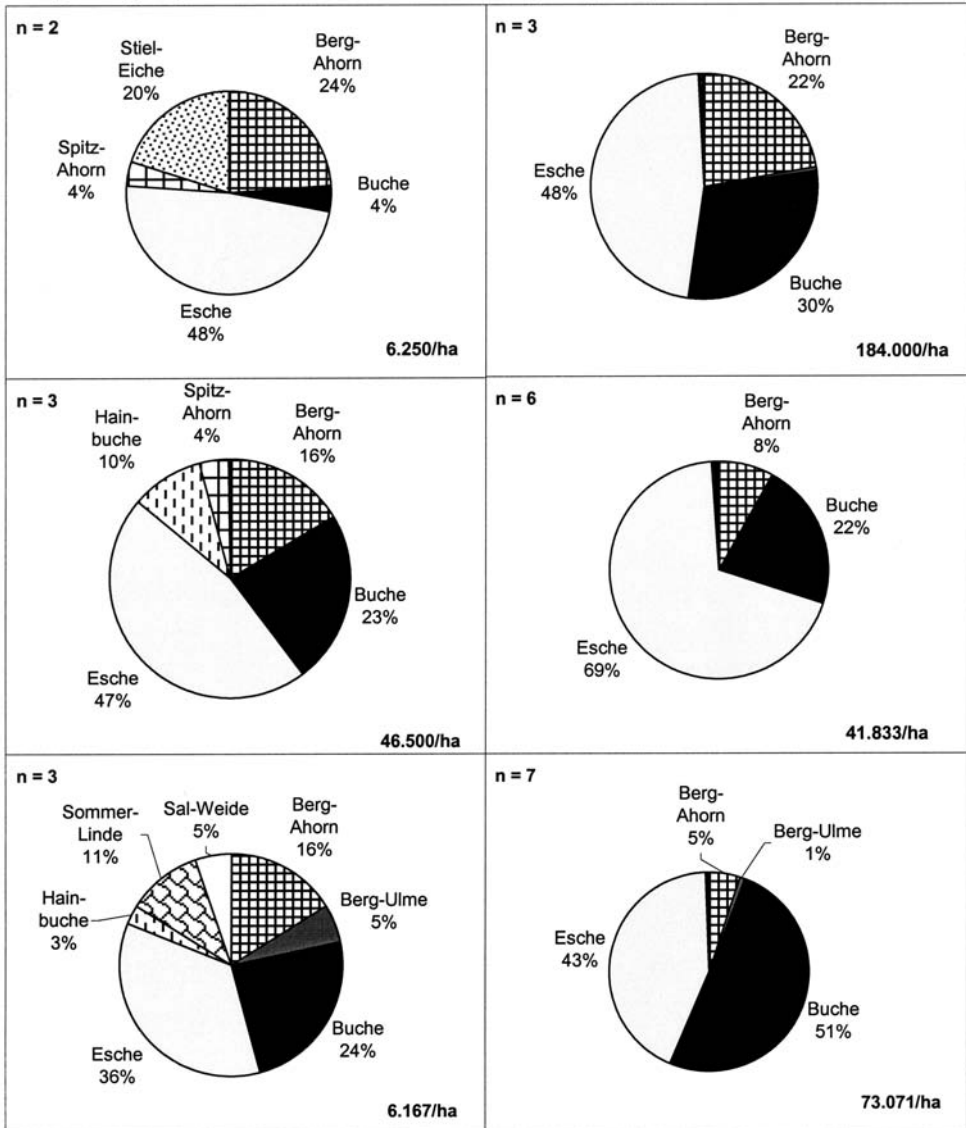 n = 2
Stiel-
Eiche
20%
Berg-
Ahorn
24%
Spitz-
Ahorn
4%
Buche
4%
Esche
48%
6.250/ha
n = 3
Berg-
Ahorn
22%
Esche
48%
Buche
30%
184.000/ha
n = 3
Spitz-
Ahorn
4%
Hain-
buche
10%
Berg-
Ahorn
16%
Buche
23%
Esche
47%
46.500/ha
n = 6
Berg-
Ahorn
8%
Buche
22%
Esche
69%
41.833/ha
n = 3
Sommer-
Linde
11%
Sal-Weide
5%
Berg-
Ahorn
16%
Hain-
buche
3%
Berg-Ulme
5%
Buche
24%
Esche
36%
6.167/ha
n = 7
Berg-
Ahorn
5%
Berg-Ulme
1%
Esche
43%
Buche
51%
73.071/ha